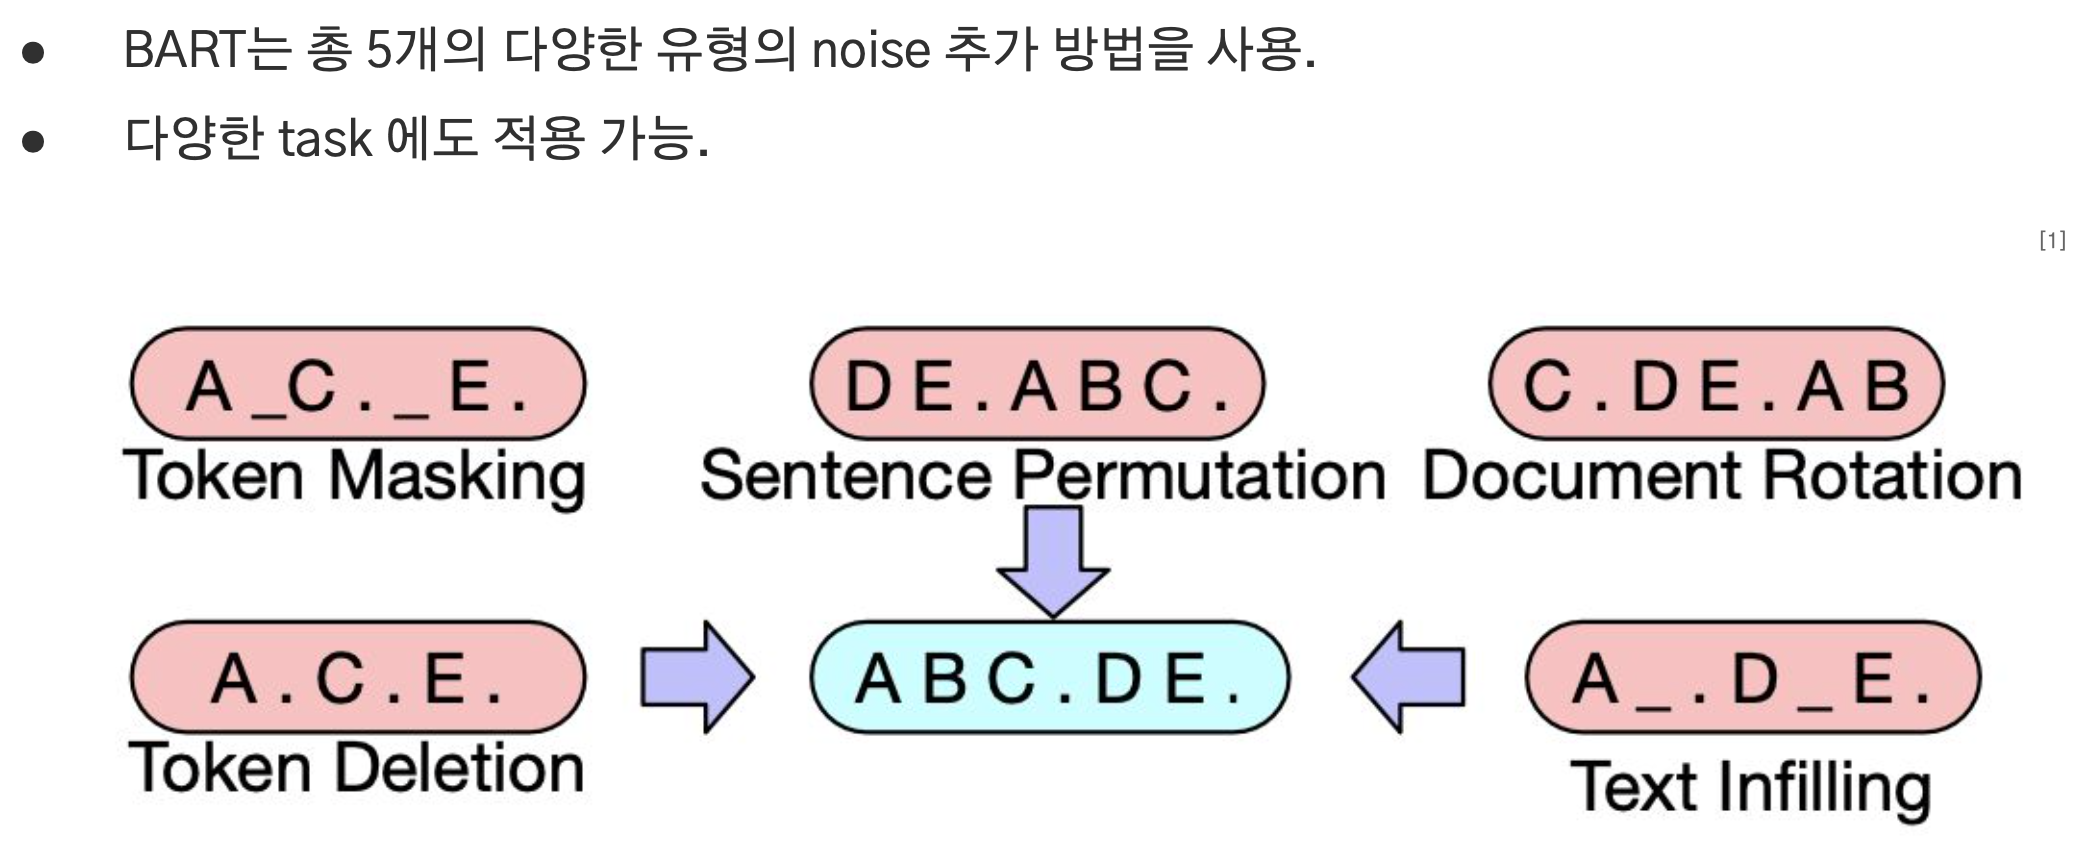 ● BART는 총 5개의 다양한 유형의 noise 추가 방법을 사용.
● 다양한 task 에도 적용 가능.
[1]
A _C . _ E .
Token Masking
D E . A B C .
Sentence Permutation
C . D E . A B
Document Rotation
A . C . E .
Token Deletion
A B C . D E .
A _ . D _ E .
Text Infilling